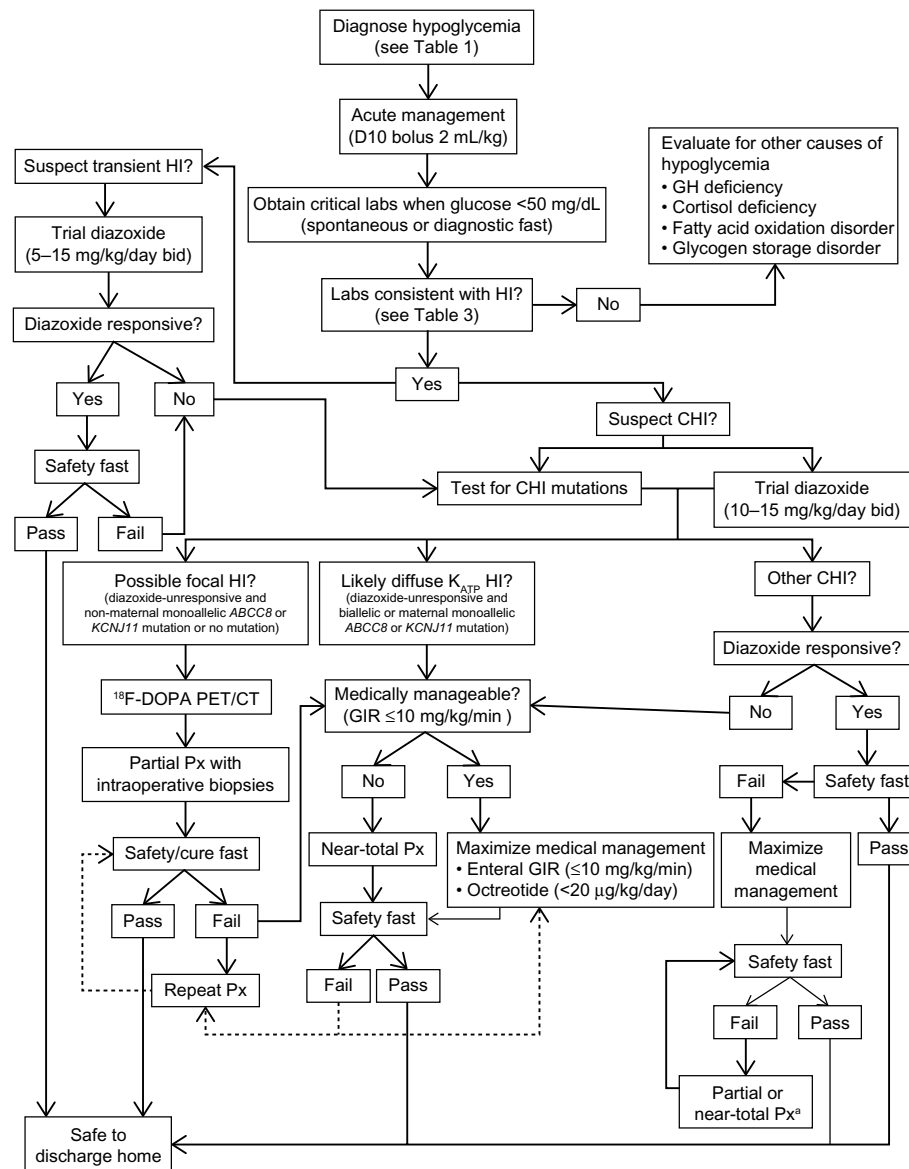 Diagnose hypoglycemia
(see Table 1)
Acute management
(D10 bolus 2 mL/kg)
Evaluate for other causes of
hypoglycemia
• GH deficiency
• Cortisol deficiency
• Fatty acid oxidation disorder
• Glycogen storage disorder
Suspect transient HI?
Obtain critical labs when glucose <50 mg/dL
(spontaneous or diagnostic fast)
Trial diazoxide
(5–15 mg/kg/day bid)
Labs consistent with HI?
(see Table 3)
No
Diazoxide responsive?
Yes
Yes
No
Suspect CHI?
Safety fast
Test for CHI mutations
Trial diazoxide
(10–15 mg/kg/day bid)
Pass
Fail
Possible focal HI?
(diazoxide-unresponsive and
non-maternal monoallelic ABCC8 or
KCNJ11 mutation or no mutation)
Likely diffuse KATP HI?
(diazoxide-unresponsive and
biallelic or maternal monoallelic
ABCC8 or KCNJ11 mutation)
Other CHI?
Diazoxide responsive?
18F-DOPA PET/CT
Medically manageable?
(GIR ≤10 mg/kg/min )
No
Yes
Partial Px with
intraoperative biopsies
No
Yes
Fail
Safety fast
Safety/cure fast
Near-total Px
Maximize medical management
• Enteral GIR (≤10 mg/kg/min)
• Octreotide (<20 µg/kg/day)
Maximize
medical
management
Pass
Pass
Fail
Safety fast
Repeat Px
Fail
Pass
Safety fast
Fail
Pass
Partial or
near-total Pxa
Safe to
discharge home